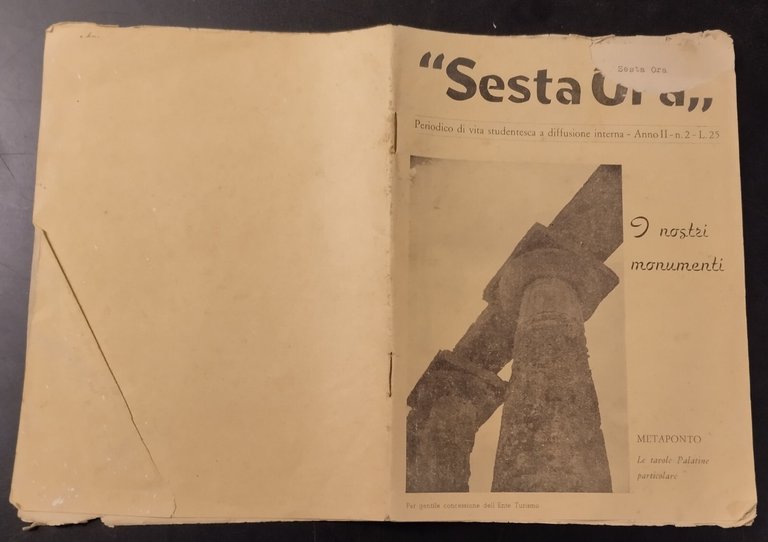 Sesta Ora
"Sesta Ora„
Periodico di vita studentesca a diffusione interna - Anno II - n. 2 - L. 25
I nostri
monumenti
METAPONTO
Le tavole Palatine
particolare
Per gentile concessione dell'Ente Turismo